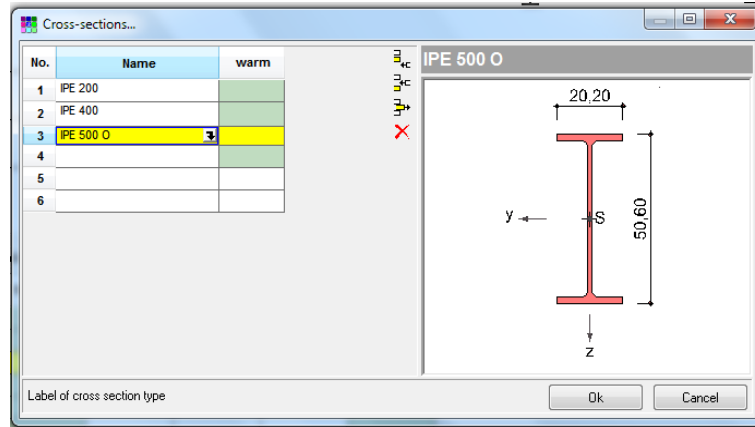 Cross-sections...
No. Name warm
1 IPE 200
2 IPE 400
3 IPE 500 O
4
5
6
IPE 500 O
20,20
y S
50,60
z
Label of cross section type
Ok Cancel